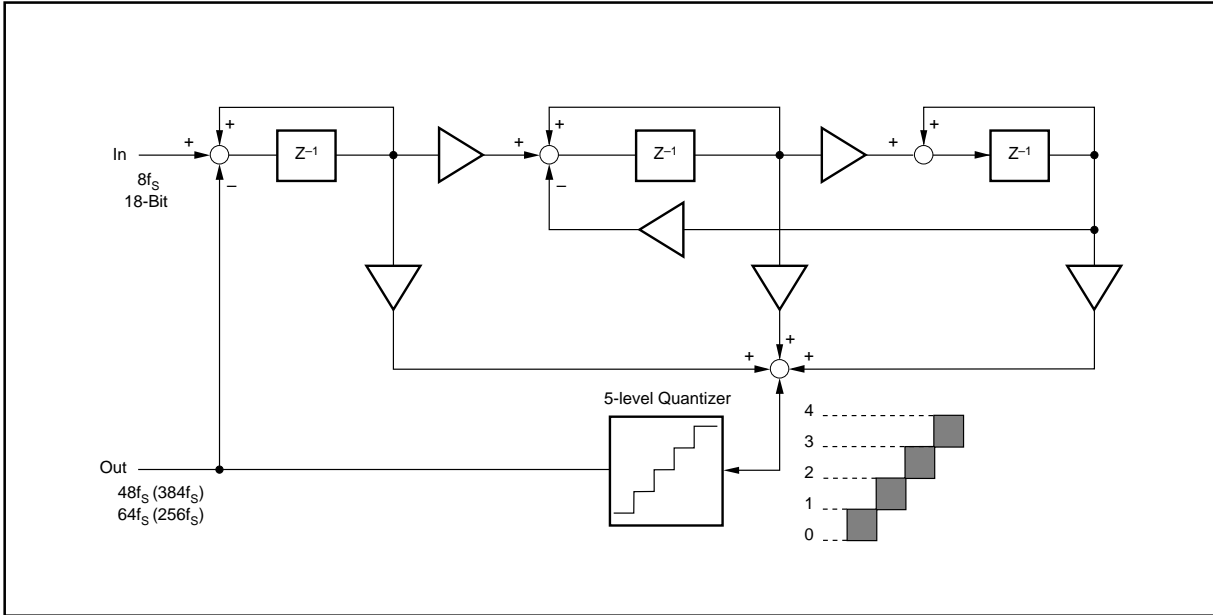 +
+
+
+
In
+
Z⁻¹
+
Z⁻¹
+
Z⁻¹
8fS
18-Bit
–
–
+
+
+
5-level Quantizer
4
3
2
1
0
Out
48fS (384fS)
64fS (256fS)